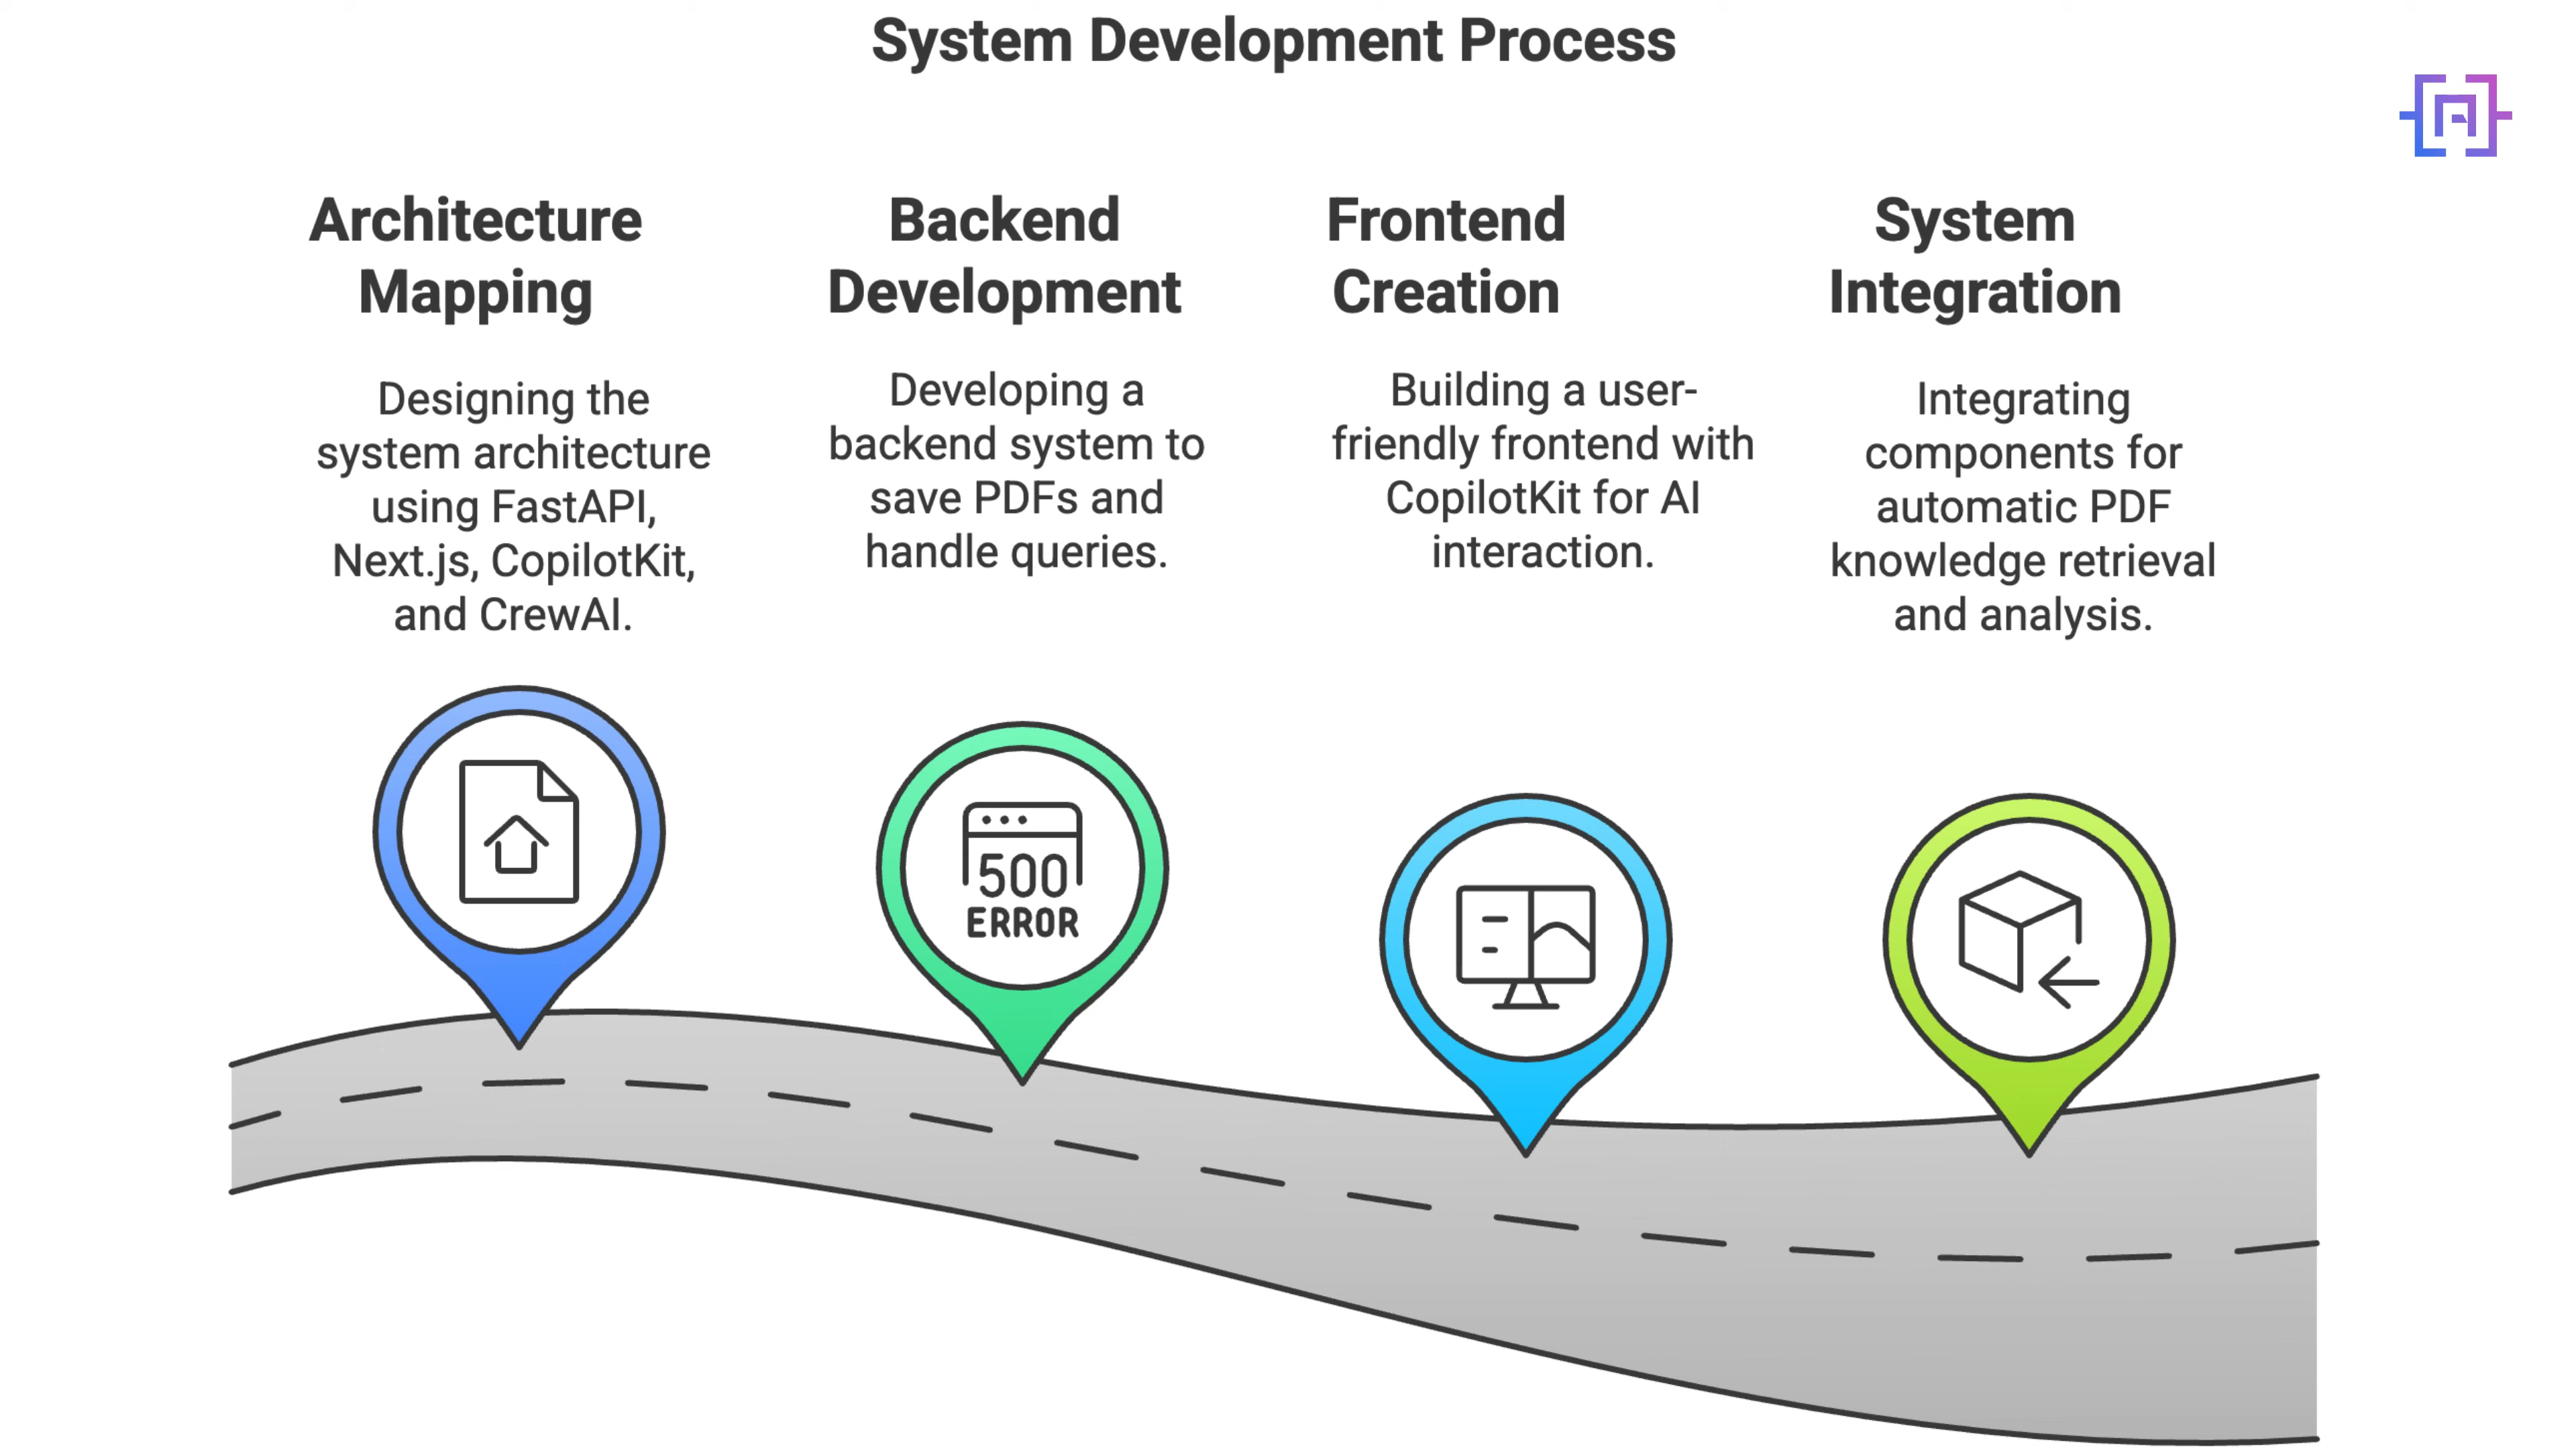 System Development Process
Architecture
Mapping
Designing the
system architecture
using FastAPI,
Next.js, CopilotKit,
and CrewAI.
Backend
Development
Developing a
backend system to
save PDFs and
handle queries.
Frontend
Creation
Building a user-
friendly frontend with
CopilotKit for AI
interaction.
System
Integration
Integrating
components for
automatic PDF
knowledge retrieval
and analysis.
500
ERROR